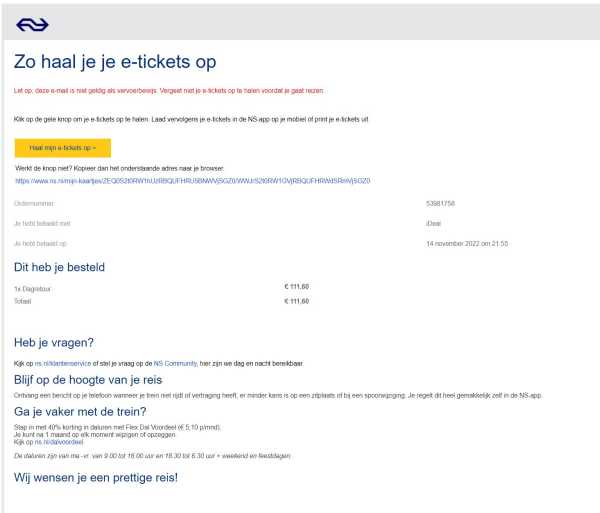 Zo haal je je e-tickets op
Let op, deze e-mail is niet geldig als vervoerbewijs. Vergeet niet je e-tickets op te halen voordat je gaat reizen.
Klik op de gele knop om je e-tickets op te halen. Laad vervolgens je e-tickets in de NS-app op je mobiel of print je e-tickets uit.
Haal mijn e-tickets op »
Werkt de knop niet? Kopieer dan het onderstaande adres naar je browser:
Ordernummer 53981758
Je hebt betaald met iDeal
Je hebt betaald op 14 november 2022 om 21:55
Dit heb je besteld
1x Dagretour € 111,60
Totaal € 111,60
Heb je vragen?
Kijk op ns.nl/klantenservice of stel je vraag op de NS Community, hier zijn we dag en nacht bereikbaar.
Blijf op de hoogte van je reis
Ontvang een bericht op je telefoon wanneer je trein niet rijdt of vertraging heeft, er minder kans is op een zitplaats of bij een spoorwijziging. Je regelt dit heel gemakkelijk zelf in de NS-app.
Ga je vaker met de trein?
Stap in met 40% korting in daluren met Flex Dal Voordeel (€ 5,10 p/mnd).
Je kunt na 1 maand op elk moment wijzigen of opzeggen.
Kijk op ns.nl/dalvoordeel
De daluren zijn van ma -vr. van 9.00 tot 16.00 uur en 18.30 tot 6.30 uur + weekend en feestdagen.
Wij wensen je een prettige reis!